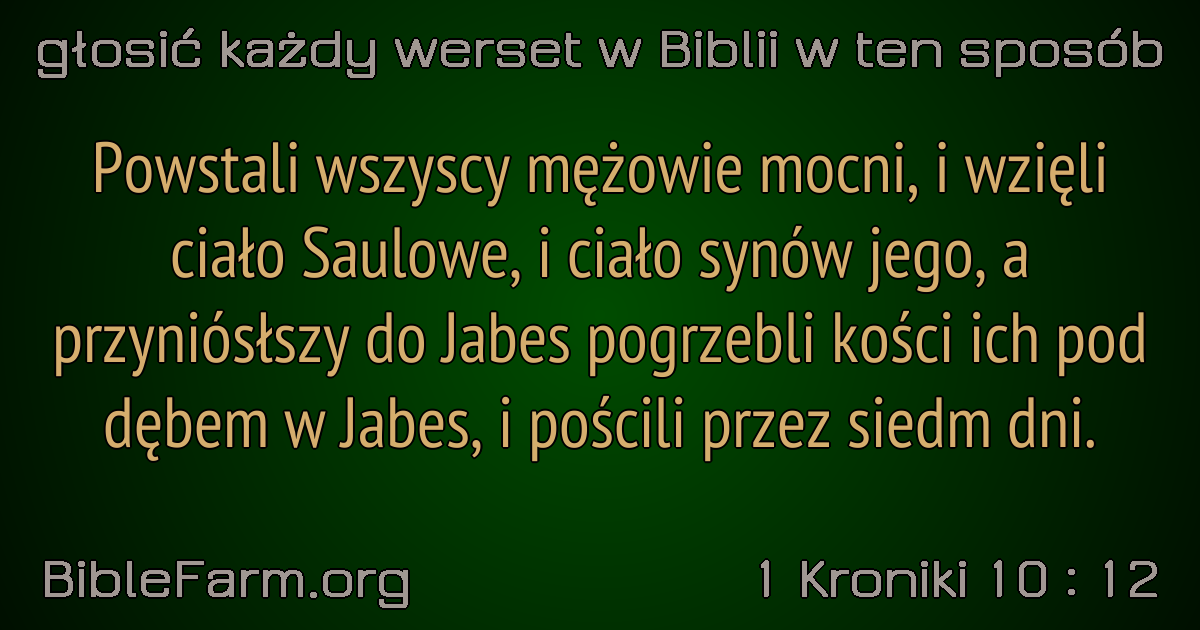 głosić każdy werset w Biblii w ten sposób
Powstali wszyscy mężowie mocni, i wzięli
ciało Saulowe, i ciało synów jego, a
przyniósłszy do Jabes pogrzebli kości ich pod
dębem w Jabes, i pościli przez siedm dni.
BibleFarm.org
1 Kroniki 10 : 12